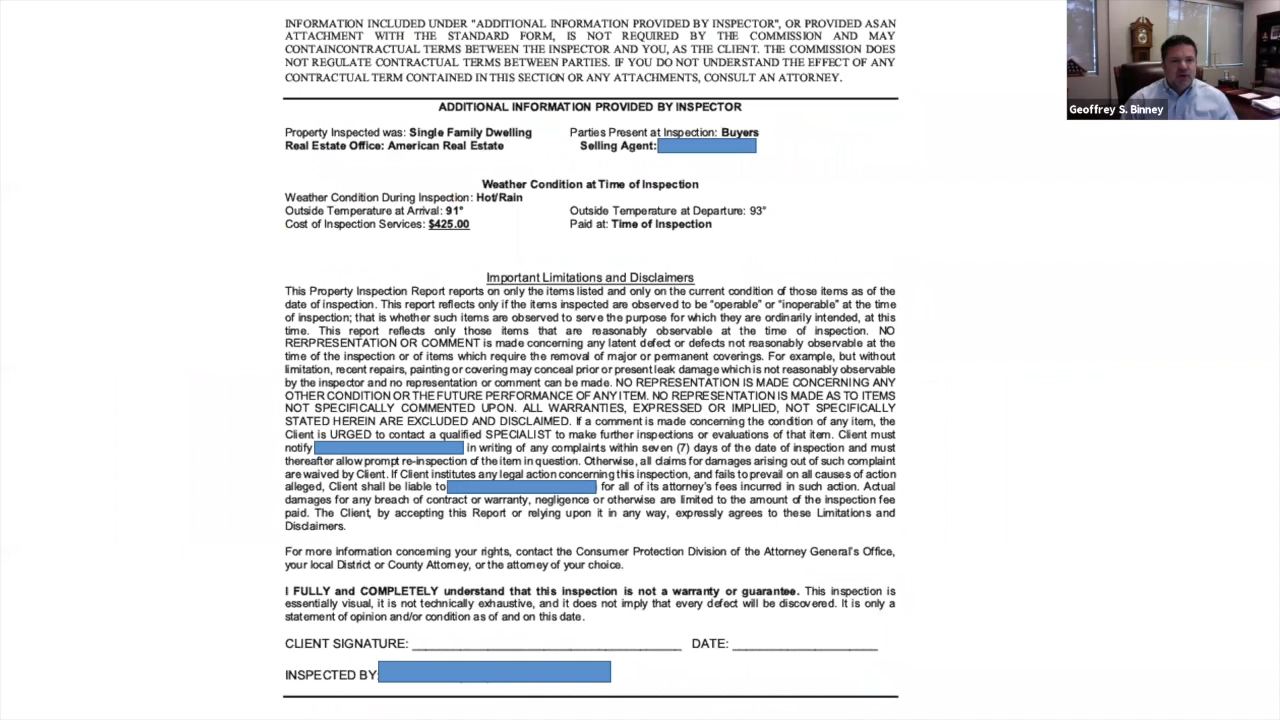 INFORMATION INCLUDED UNDER "ADDITIONAL INFORMATION PROVIDED BY INSPECTOR", OR PROVIDED ASAN
ATTACHMENT WITH THE STANDARD FORM, IS NOT REQUIRED BY THE COMMISSION AND MAY
CONTAINCONTRACTUAL TERMS BETWEEN THE INSPECTOR AND YOU, AS THE CLIENT. THE COMMISSION DOES
NOT REGULATE CONTRACTUAL TERMS BETWEEN PARTIES. IF YOU DO NOT UNDERSTAND THE EFFECT OF ANY
CONTRACTUAL TERM CONTAINED IN THIS SECTION OR ANY ATTACHMENTS, CONSULT AN ATTORNEY.
Geoffrey S. Binney
ADDITIONAL INFORMATION PROVIDED BY INSPECTOR
Property Inspected was: Single Family Dwelling Parties Present at Inspection: Buyers
Real Estate Office: American Real Estate Selling Agent:
Weather Condition at Time of Inspection
Weather Condition During Inspection: Hot/Rain
Outside Temperature at Arrival: 91° Outside Temperature at Departure: 93°
Cost of Inspection Services: $425.00 Paid at: Time of Inspection
Important Limitations and Disclaimers
This Property Inspection Report reports on only the items listed and only on the current condition of those items as of the
date of inspection. This report reflects only if the items inspected are observed to be “operable” or “inoperable” at the time
of inspection; that is whether such items are observed to serve the purpose for which they are ordinarily intended, at this
time. This report reflects only those items that are reasonably observable at the time of inspection. NO
RERPRESENTATION OR COMMENT is made concerning any latent defect or defects not reasonably observable at the
time of the inspection or of items which require the removal of major or permanent coverings. For example, but without
limitation, recent repairs, painting or covering may conceal prior or present leak damage which is not reasonably observable
by the inspector and no representation or comment can be made. NO REPRESENTATION IS MADE CONCERNING ANY
OTHER CONDITION OR THE FUTURE PERFORMANCE OF ANY ITEM. NO REPRESENTATION IS MADE AS TO ITEMS
NOT SPECIFICALLY COMMENTED UPON. ALL WARRANTIES, EXPRESSED OR IMPLIED, NOT SPECIFICALLY
STATED HEREIN ARE EXCLUDED AND DISCLAIMED. If a comment is made concerning the condition of any item, the
Client is URGED to contact a qualified SPECIALIST to make further inspections or evaluations of that item. Client must
notify in writing of any complaints within seven (7) days of the date of inspection and must
thereafter allow prompt re-inspection of the item in question. Otherwise, all claims for damages arising out of such complaint
are waived by Client. If Client institutes any legal action concerning this inspection, and fails to prevail on all causes of action
alleged, Client shall be liable to for all of its attorney’s fees incurred in such action. Actual
damages for any breach of contract or warranty, negligence or otherwise are limited to the amount of the inspection fee
paid. The Client, by accepting this Report or relying upon it in any way, expressly agrees to these Limitations and
Disclaimers.
For more information concerning your rights, contact the Consumer Protection Division of the Attorney General’s Office,
your local District or County Attorney, or the attorney of your choice.
I FULLY and COMPLETELY understand that this inspection is not a warranty or guarantee. This inspection is
essentially visual, it is not technically exhaustive, and it does not imply that every defect will be discovered. It is only a
statement of opinion and/or condition as of and on this date.
CLIENT SIGNATURE: DATE:
INSPECTED BY: